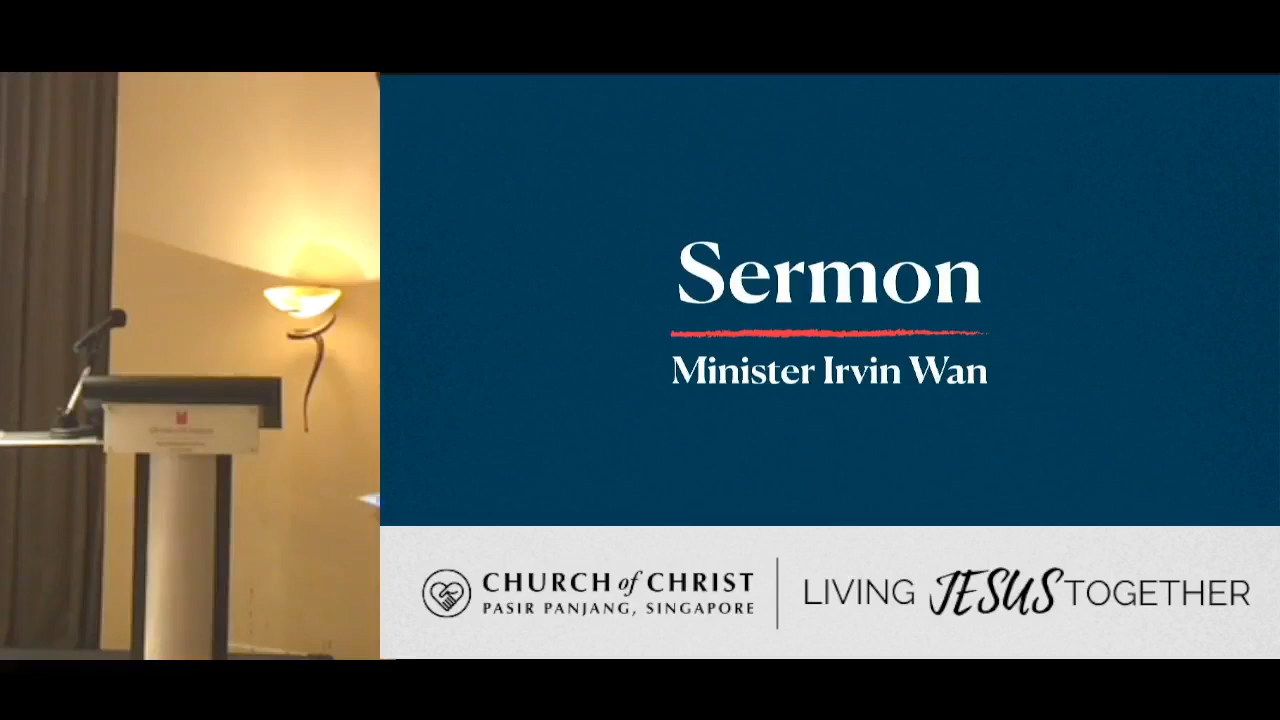 Sermon
Minister Irvin Wan
CHURCH of CHRIST
PASIR PANJANG, SINGAPORE
LIVING JESUS TOGETHER